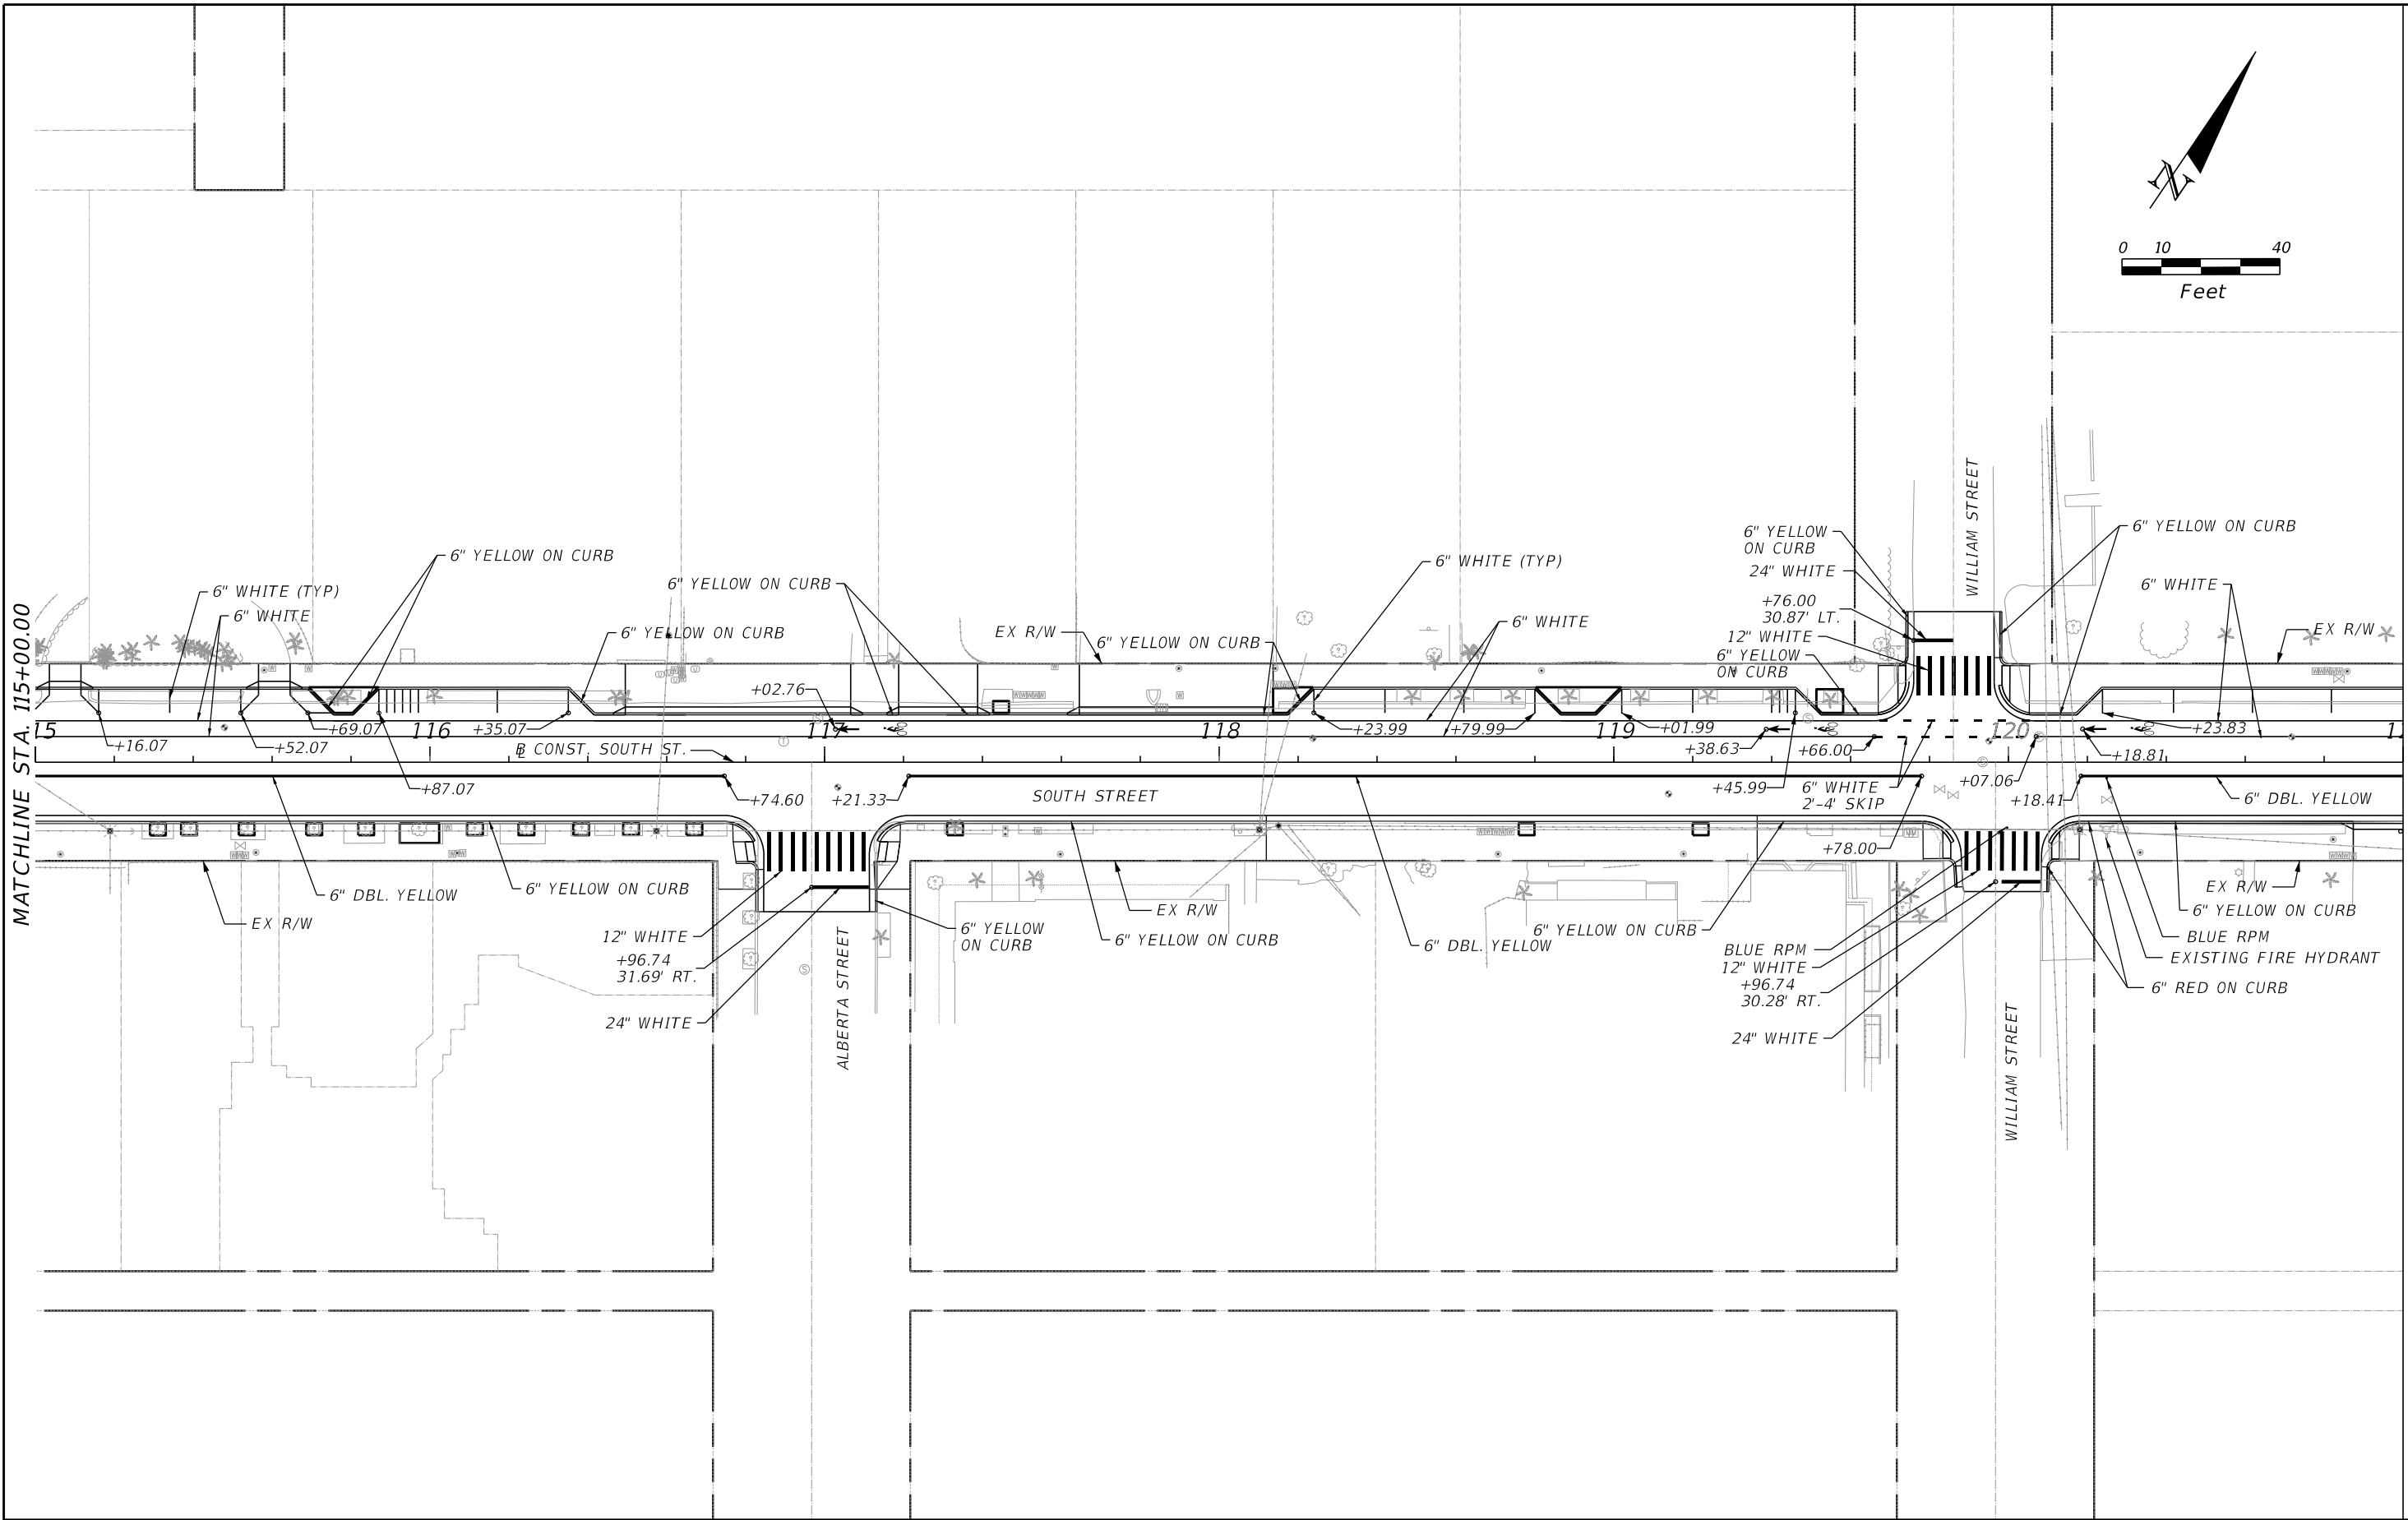 N
0 10 40
Feet
MATCHLINE STA. 115+00.00
6" YELLOW ON CURB
6" WHITE (TYP)
6" WHITE
6" YELLOW ON CURB
6" YELLOW ON CURB
EX R/W
6" YELLOW ON CURB
6" WHITE (TYP)
6" WHITE
6" YELLOW
ON CURB
24" WHITE
+76.00
30.87' LT.
12" WHITE
6" YELLOW
ON CURB
WILLIAM STREET
6" YELLOW ON CURB
6" WHITE
EX R/W
+02.76
15
+16.07
+52.07
+69.07
116
+35.07
+87.07
117
118
+23.99
+79.99
119
+01.99
+38.63
+66.00
120
+23.83
+18.81
+07.06
+45.99
6" WHITE
2'-4' SKIP
+18.41
6" DBL. YELLOW
+78.00
BL CONST. SOUTH ST.
+74.60
+21.33
SOUTH STREET
6" DBL. YELLOW
6" YELLOW ON CURB
EX R/W
12" WHITE
+96.74
31.69' RT.
24" WHITE
ALBERTA STREET
6" YELLOW
ON CURB
EX R/W
6" YELLOW ON CURB
6" DBL. YELLOW
6" YELLOW ON CURB
BLUE RPM
12" WHITE
+96.74
30.28' RT.
24" WHITE
WILLIAM STREET
EX R/W
6" YELLOW ON CURB
BLUE RPM
EXISTING FIRE HYDRANT
6" RED ON CURB